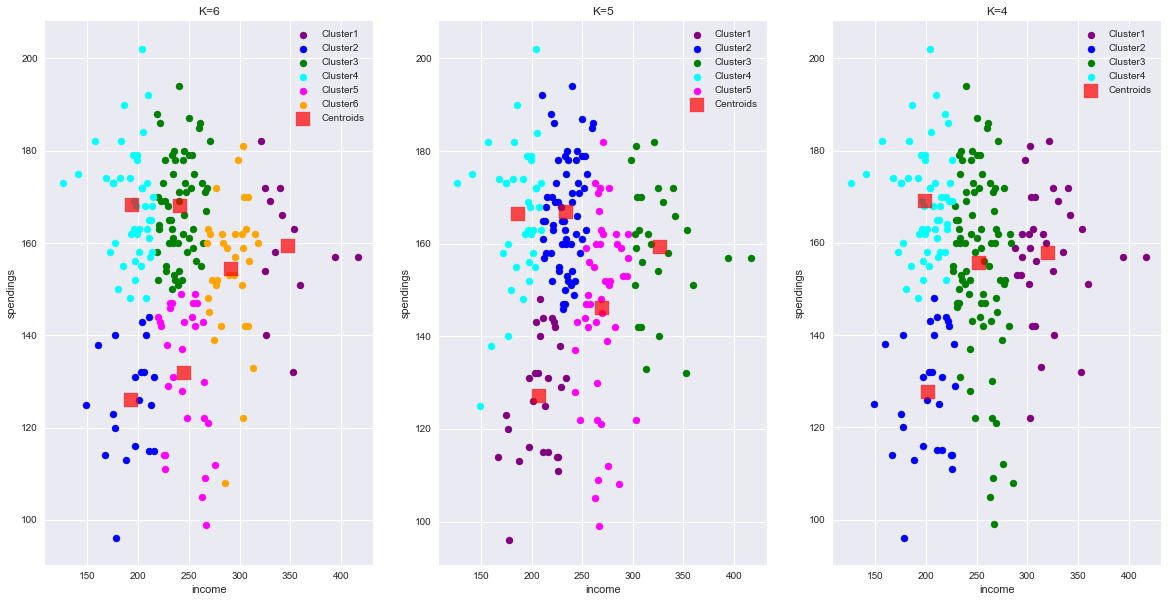 K=6
Cluster1
Cluster2
Cluster3
Cluster4
Cluster5
Cluster6
Centroids
200
180
160
140
120
100
spendings
150 200 250 300 350 400
income
K=5
Cluster1
Cluster2
Cluster3
Cluster4
Cluster5
Centroids
200
180
160
140
120
100
spendings
150 200 250 300 350 400
income
K=4
Cluster1
Cluster2
Cluster3
Cluster4
Centroids
200
180
160
140
120
100
spendings
150 200 250 300 350 400
income